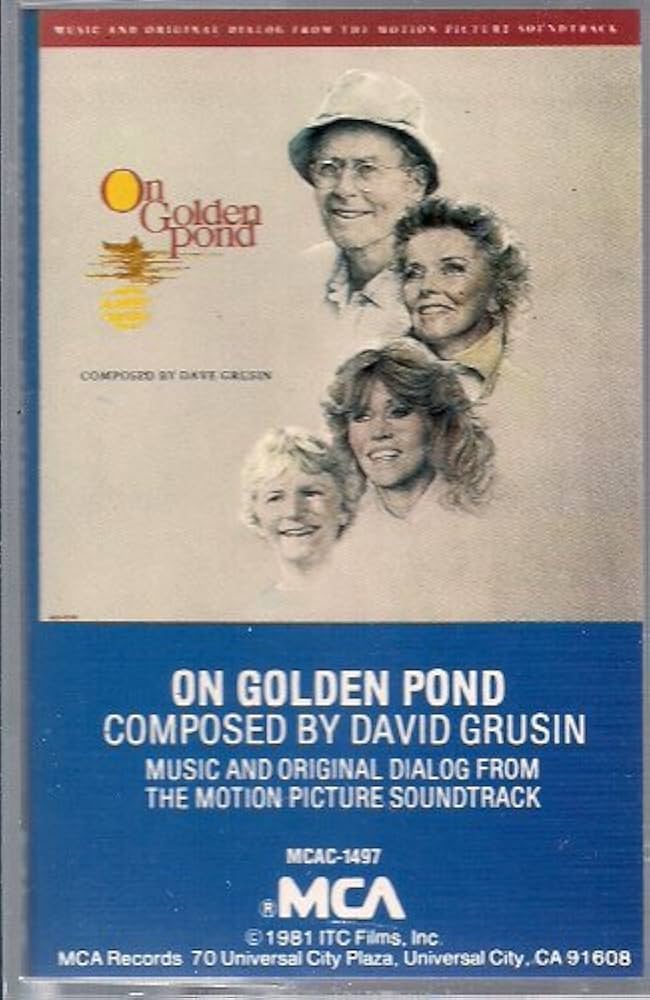 MUSIC AND ORIGINAL DIALOG FROM THE MOTION PICTURE SOUNDTRACK
On
Golden
Pond
COMPOSED BY DAVE GRUSIN
ON GOLDEN POND
COMPOSED BY DAVID GRUSIN
MUSIC AND ORIGINAL DIALOG FROM
THE MOTION PICTURE SOUNDTRACK
MCAC-1497
®MCA
©1981 ITC Films, Inc.
MCA Records 70 Universal City Plaza, Universal City, CA 91608